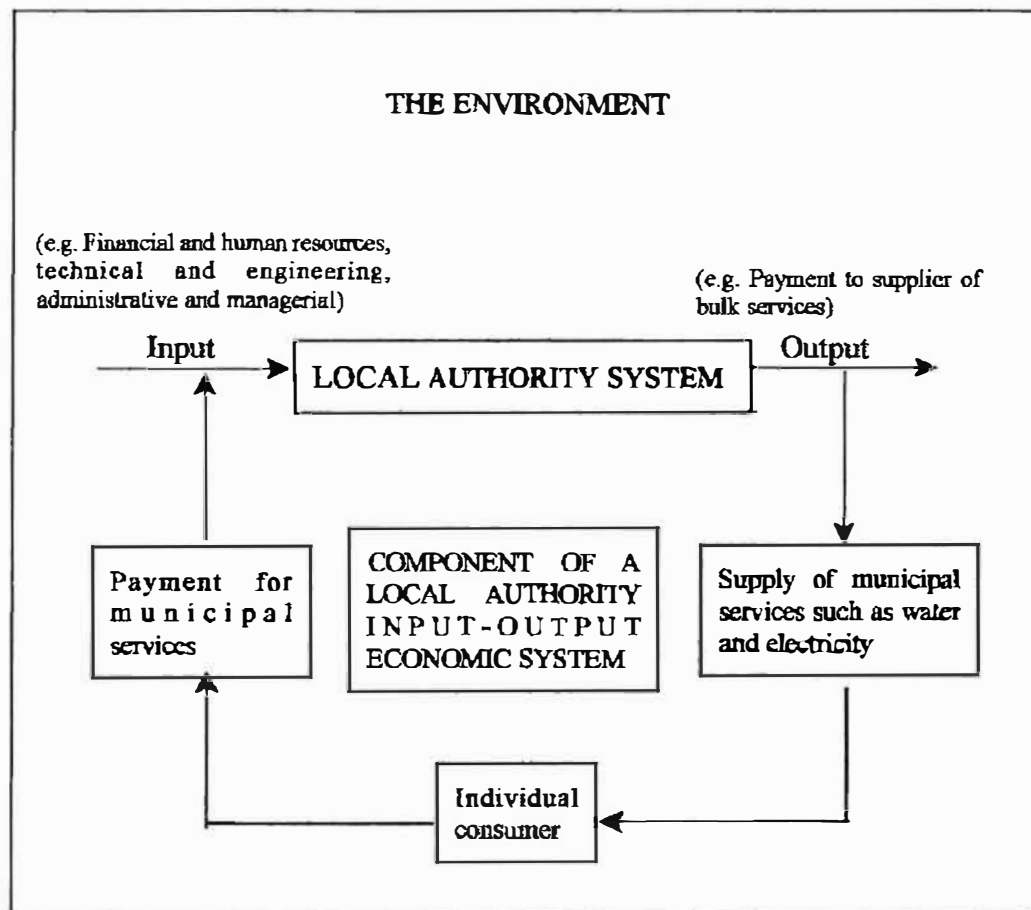 THE ENVIRONMENT
(e.g. Financial and human resources,
technical and engineering,
administrative and managerial)
(e.g. Payment to supplier of
bulk services)
Input
LOCAL AUTHORITY SYSTEM
Output
Payment for
municipal
services
COMPONENT OF A
LOCAL AUTHORITY
INPUT-OUTPUT
ECONOMIC SYSTEM
Supply of municipal
services such as water
and electricity
Individual
consumer